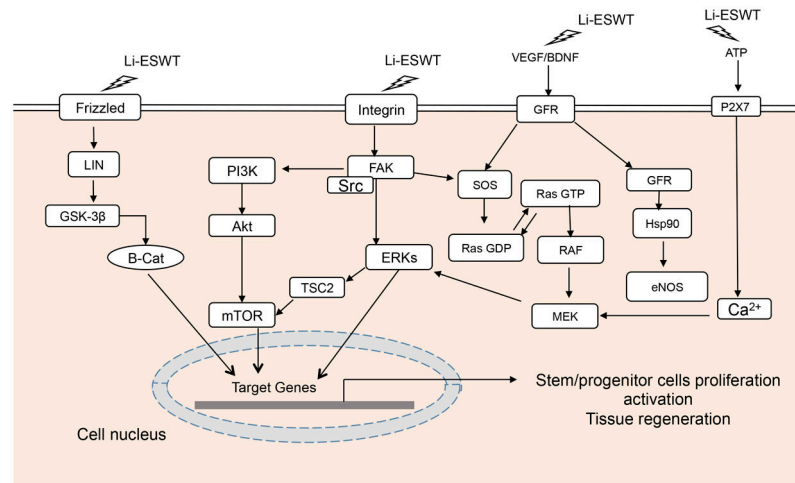 Li-ESWT
Li-ESWT
Li-ESWT
Li-ESWT
VEGF/BDNF
ATP
Frizzled
Integrin
GFR
P2X7
LIN
PI3K
FAK
Src
SOS
Ras GTP
GFR
GSK-3β
Akt
Hsp90
Ras GDP
RAF
B-Cat
ERKs
TSC2
eNOS
mTOR
MEK
Ca²⁺
Target Genes
Stem/progenitor cells proliferation
activation
Tissue regeneration
Cell nucleus